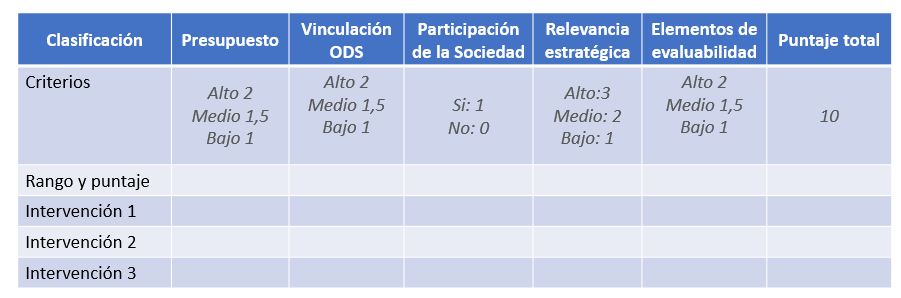 Clasificación
Presupuesto
Vinculación
ODS
Participación
de la Sociedad
Relevancia
estratégica
Elementos de
evaluabilidad
Puntaje total
Criterios
Alto 2
Medio 1,5
Bajo 1
Alto 2
Medio 1,5
Bajo 1
Si: 1
No: 0
Alto:3
Medio: 2
Bajo: 1
Alto 2
Medio 1,5
Bajo 1
10
Rango y puntaje
Intervención 1
Intervención 2
Intervención 3